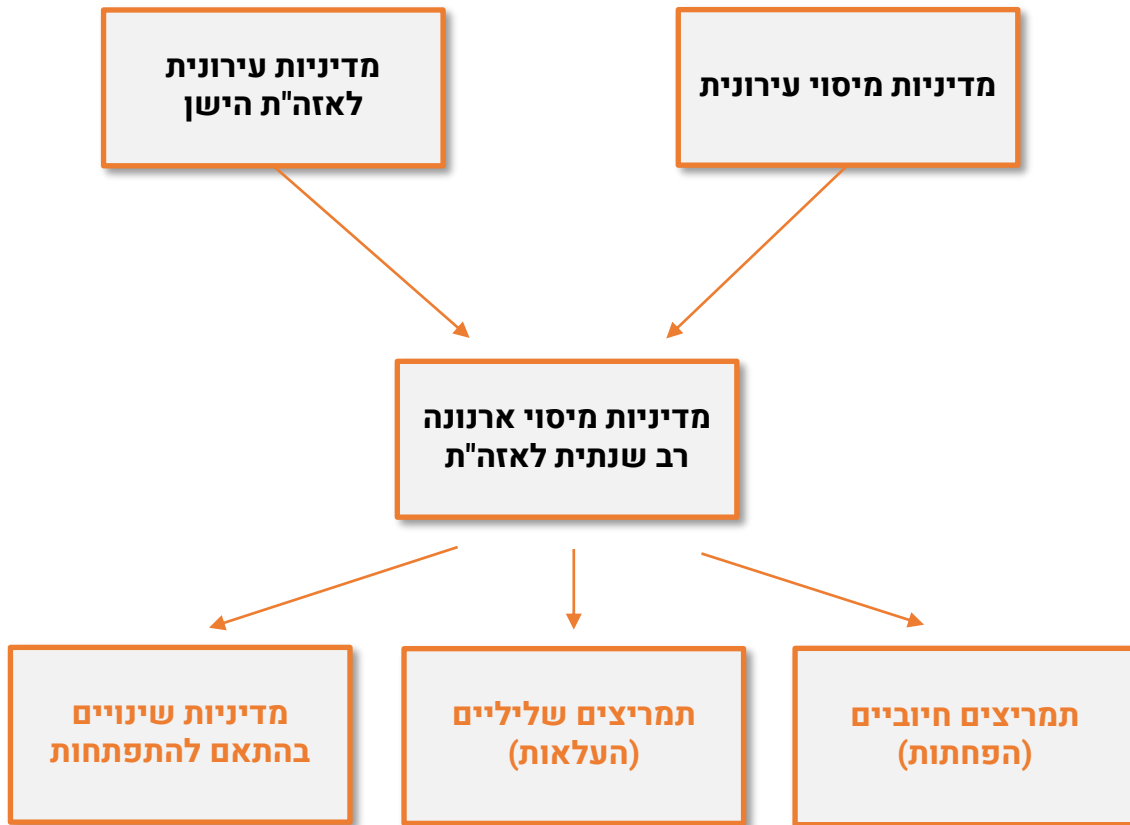 מדיניות מיסוי עירונית
מדיניות עירונית
לאזה"ת הישן
מדיניות מיסוי ארנונה
רב שנתית לאזה"ת
תמריצים חיוביים
(הפחתות)
תמריצים שליליים
(העלאות)
מדיניות שינויים
בהתאם להתפתחות